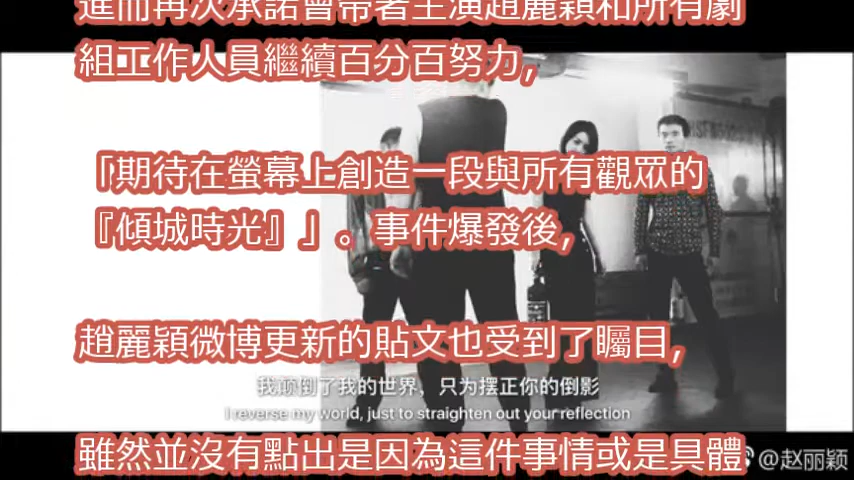 進而再次承諾會帶著主演趙麗穎和所有劇
組工作人員繼續百分百努力，
「期待在螢幕上創造一段與所有觀眾的
『傾城時光』」。事件爆發後，
趙麗穎微博更新的貼文也受到了矚目，
我颠倒了我的世界，只为摆正你的倒影
I reverse my world, just to straighten out your reflection
雖然並沒有點出是因為這件事情或是具體
@赵丽颖